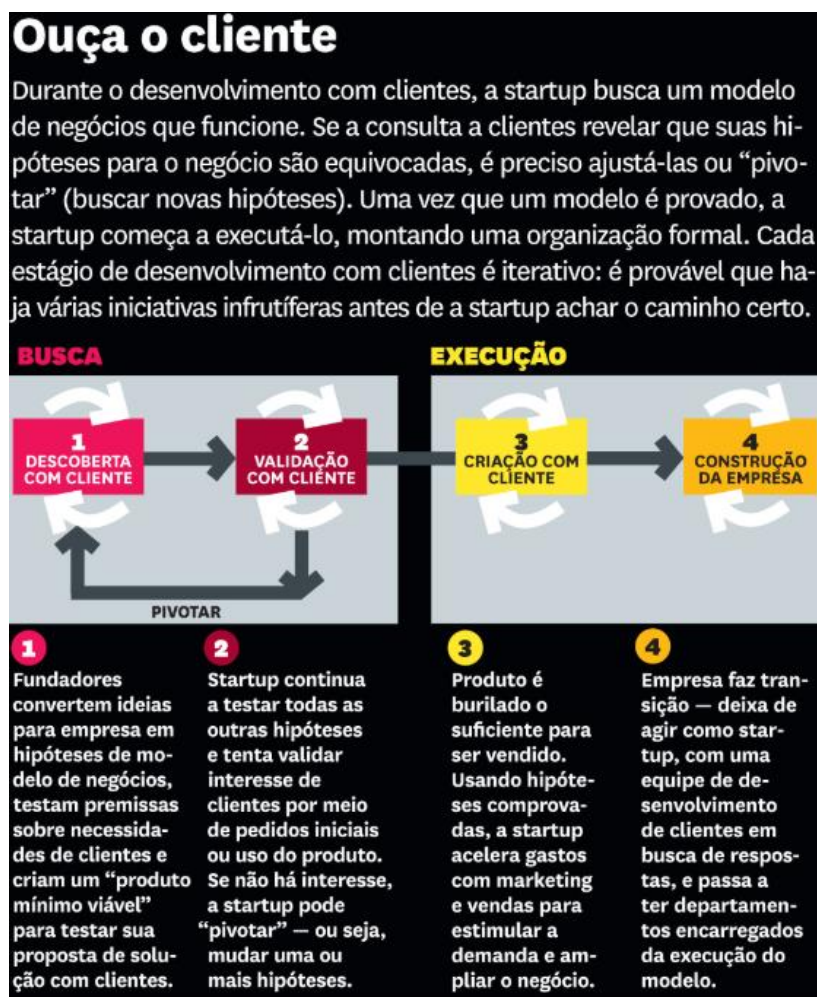 Ouça o cliente
Durante o desenvolvimento com clientes, a startup busca um modelo
de negócios que funcione. Se a consulta a clientes revelar que suas hi-
póteses para o negócio são equivocadas, é preciso ajustá-las ou “pivo-
tar” (buscar novas hipóteses). Uma vez que um modelo é provado, a
startup começa a executá-lo, montando uma organização formal. Cada
estágio de desenvolvimento com clientes é iterativo: é provável que ha-
ja várias iniciativas infrutíferas antes de a startup achar o caminho certo.
BUSCA
1
DESCOBERTA
COM CLIENTE
2
VALIDAÇÃO
COM CLIENTE
PIVOTAR
EXECUÇÃO
3
CRIAÇÃO COM
CLIENTE
4
CONSTRUÇÃO
DA EMPRESA
1
Fundadores
convertem ideias
para empresa em
hipóteses de mo-
delo de negócios,
testam premissas
sobre necessida-
des de clientes e
criam um “produto
mínimo viável”
para testar sua
proposta de solu-
ção com clientes.
2
Startup continua
a testar todas as
outras hipóteses
e tenta validar
interesse de
clientes por meio
de pedidos iniciais
ou uso do produto.
Se não há interesse,
a startup pode
“pivotar” — ou seja,
mudar uma ou
mais hipóteses.
3
Produto é
burilado o
suficiente para
ser vendido.
Usando hipóte-
ses comprova-
das, a startup
acelera gastos
com marketing
e vendas para
estimular a
demanda e am-
pliar o negócio.
4
Empresa faz tran-
sição — deixa de
agir como star-
tup, com uma
equipe de de-
senvolvimento
de clientes em
busca de respos-
tas, e passa a
ter departamen-
tos encarregados
da execução do
modelo.